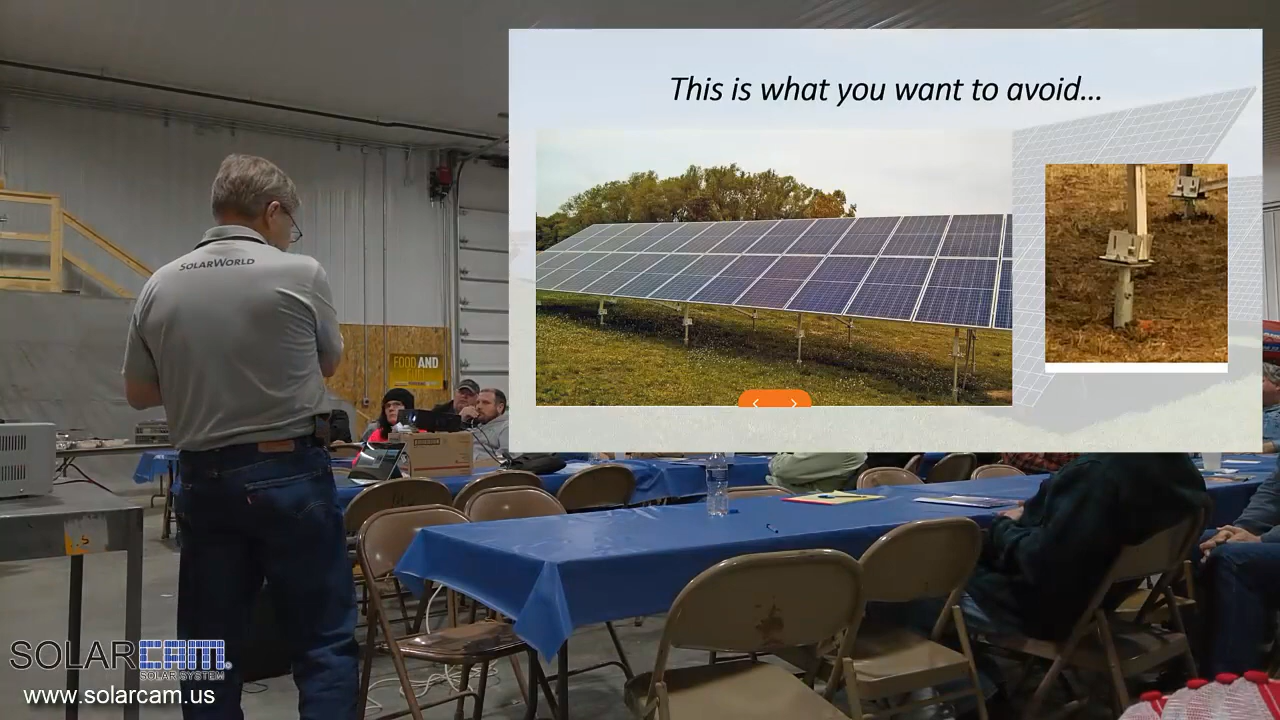 This is what you want to avoid...
SOLARWORLD
FOOD AND
SOLARCAM
SOLAR SYSTEM
www.solarcam.us